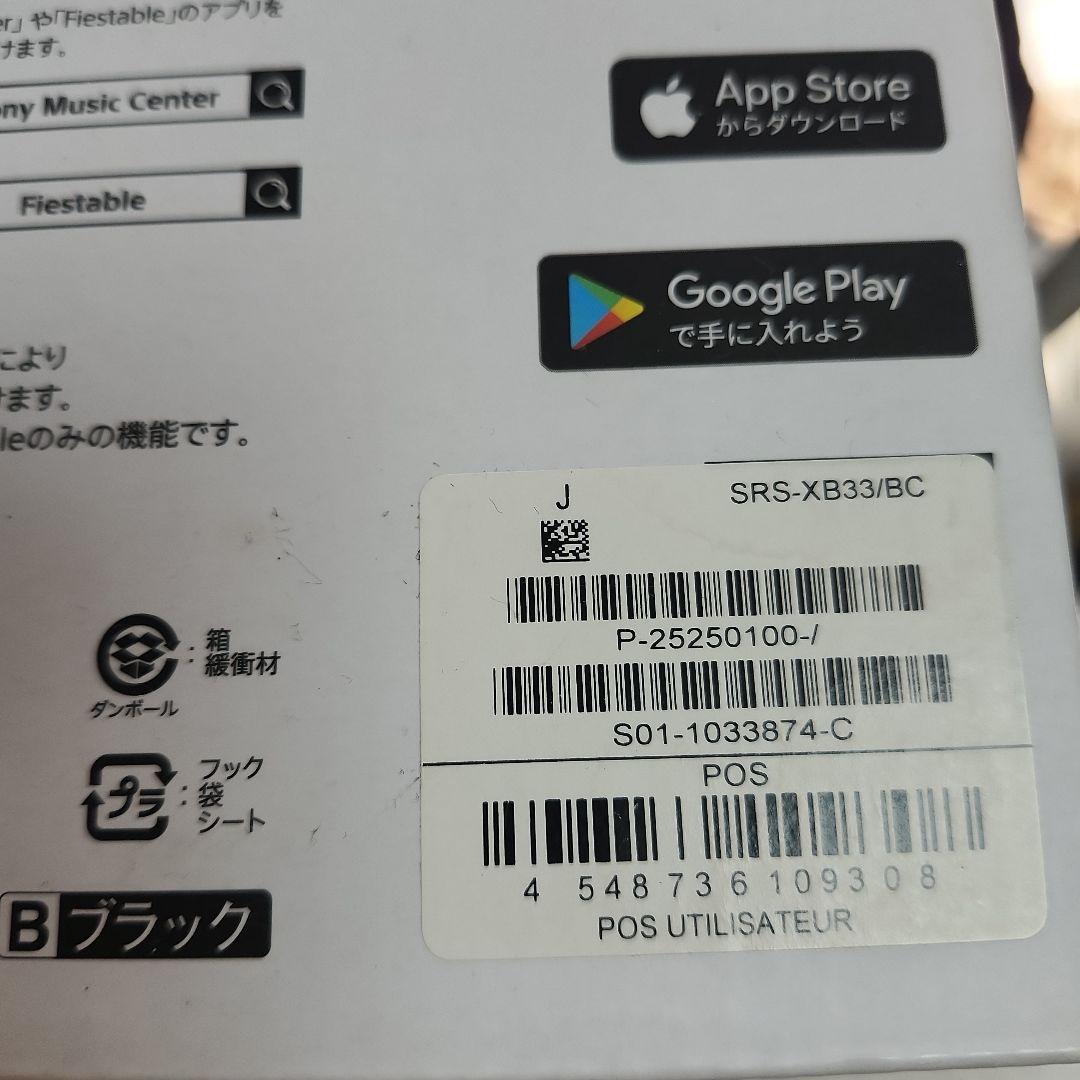 er」や「Fiestable」のアプリを
けます。
ony Music Center
Fiestable
App Store
からダウンロード
Google Play
で手に入れよう
により
けます。
leのみの機能です。
J
SRS-XB33/BC
P-25250100-/
S01-1033874-C
POS
4 548736 109308
POS UTILISATEUR
箱
緩衝材
ダンボール
プラ
フック
袋
シート
B ブラック